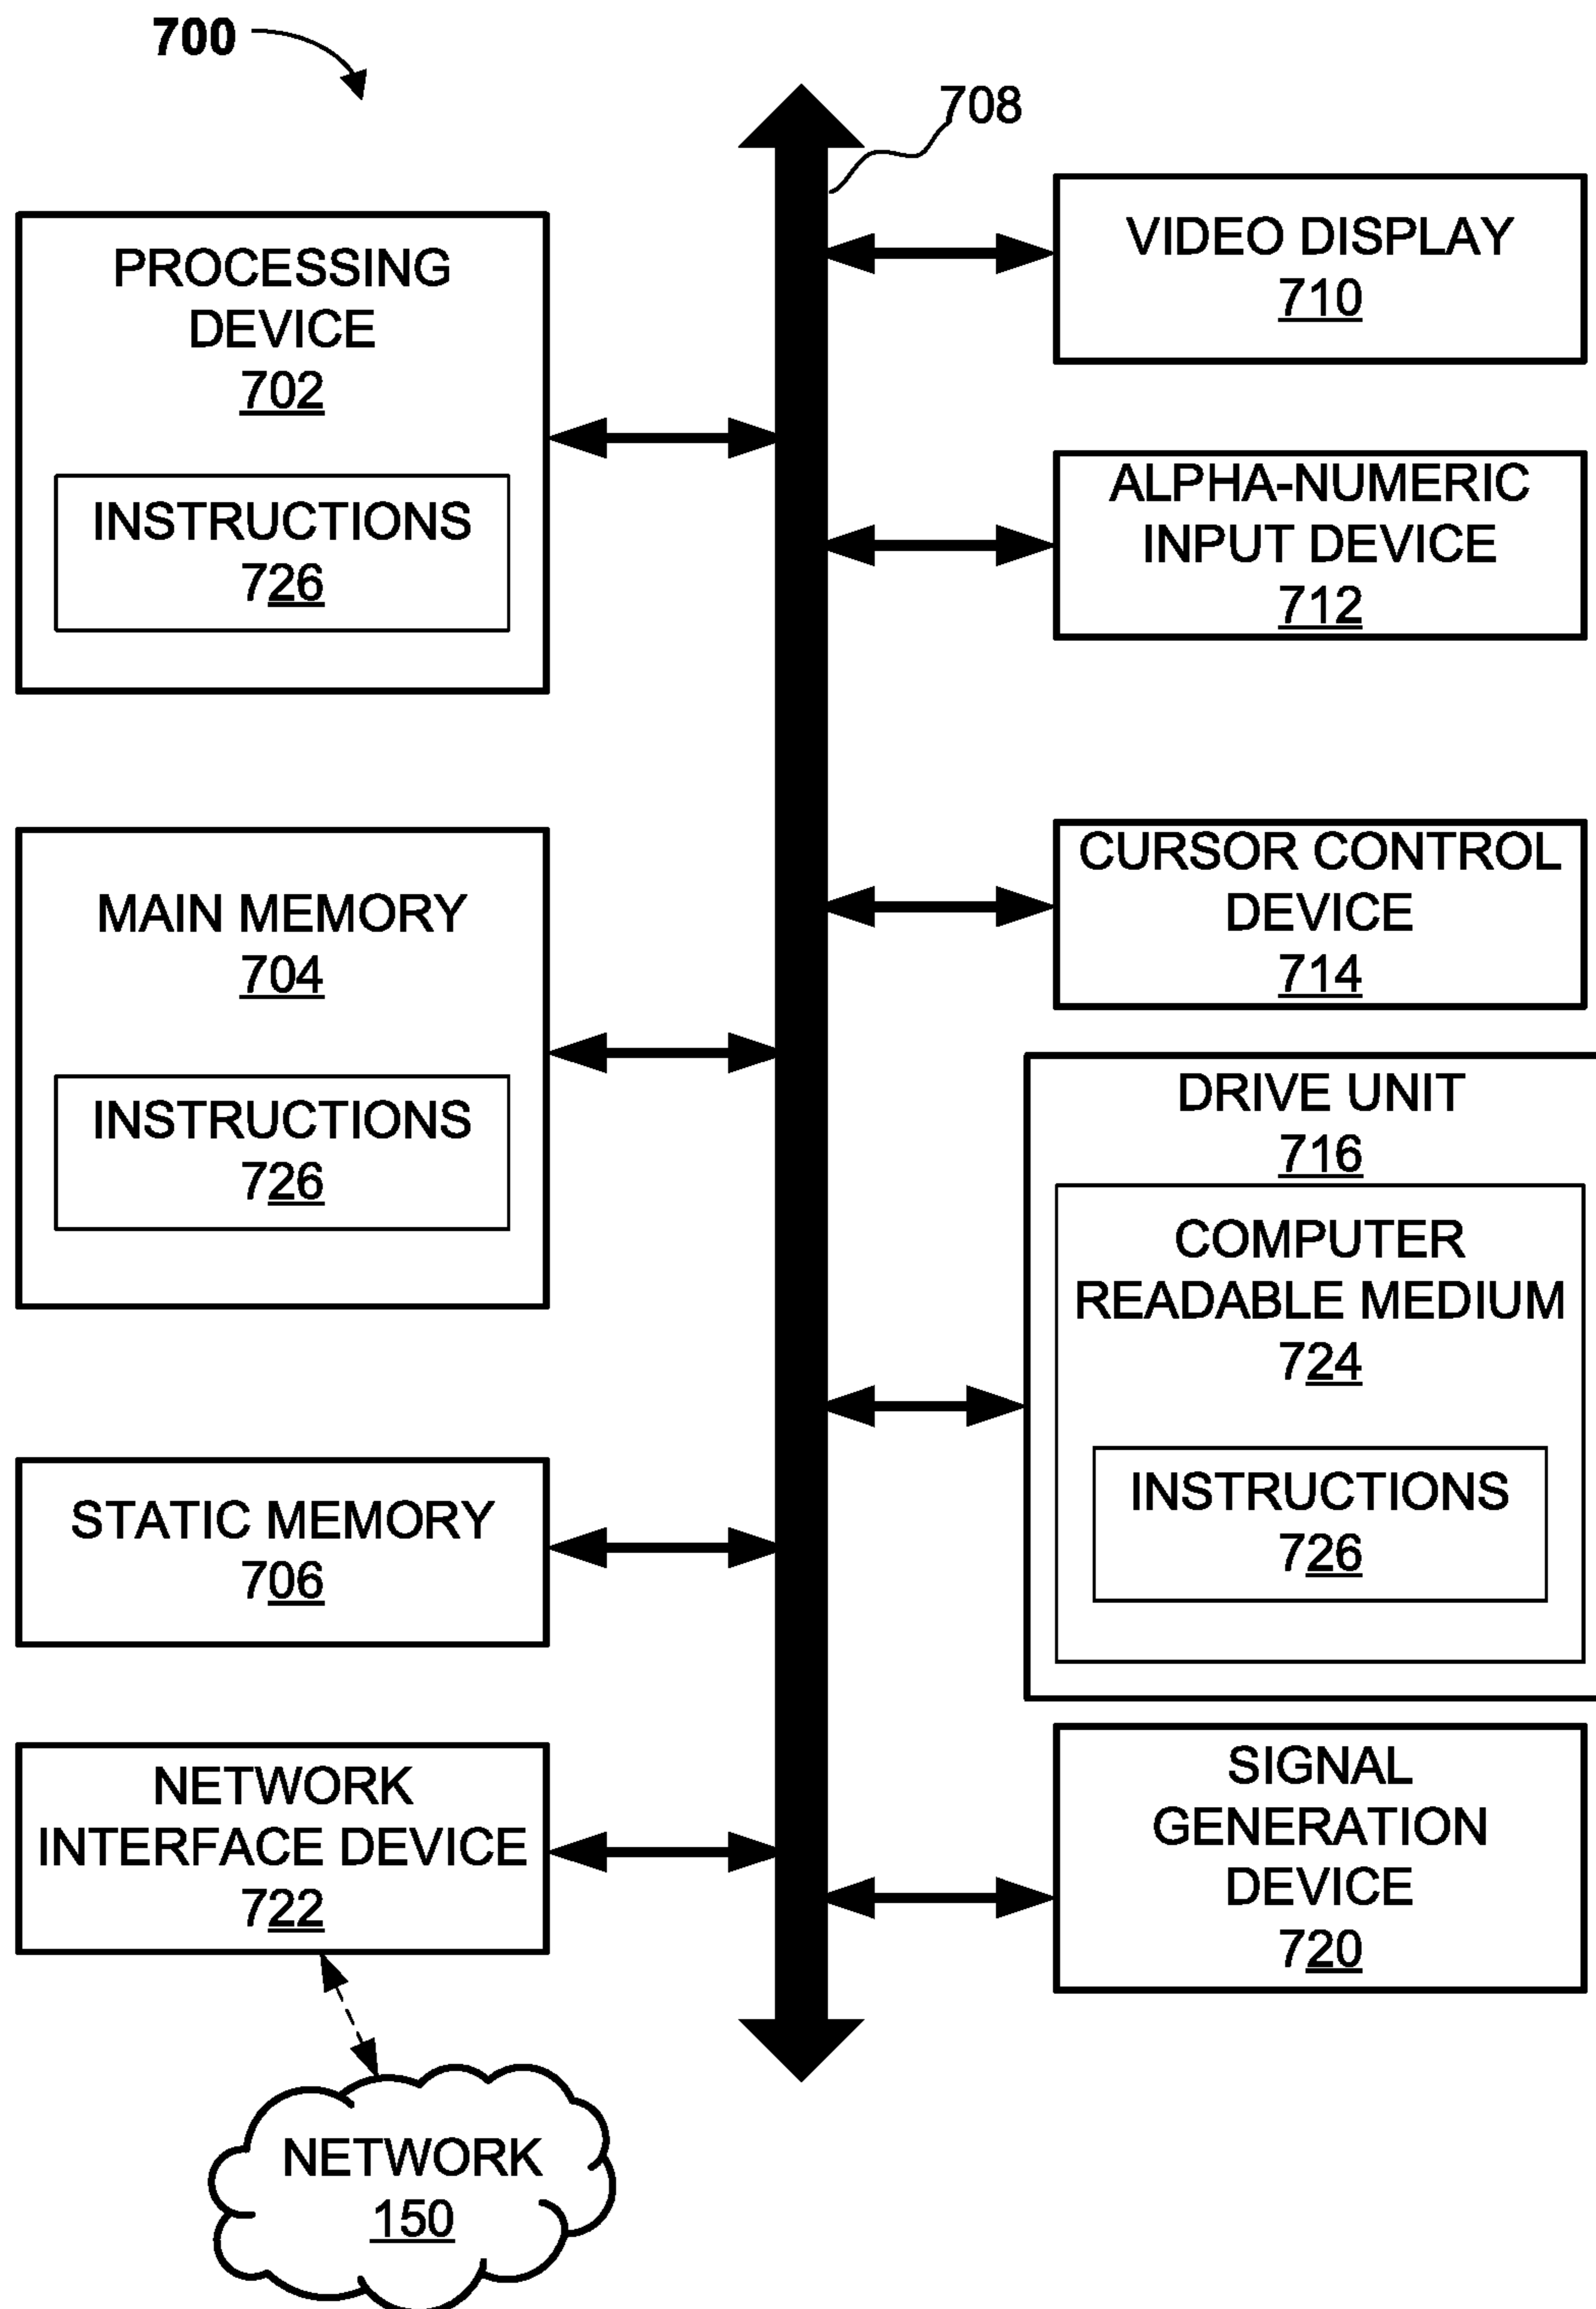 700
708
PROCESSING
DEVICE
702
INSTRUCTIONS
726
MAIN MEMORY
704
INSTRUCTIONS
726
STATIC MEMORY
706
NETWORK
INTERFACE DEVICE
722
NETWORK
150
VIDEO DISPLAY
710
ALPHA-NUMERIC
INPUT DEVICE
712
CURSOR CONTROL
DEVICE
714
DRIVE UNIT
716
COMPUTER
READABLE MEDIUM
724
INSTRUCTIONS
726
SIGNAL
GENERATION
DEVICE
720